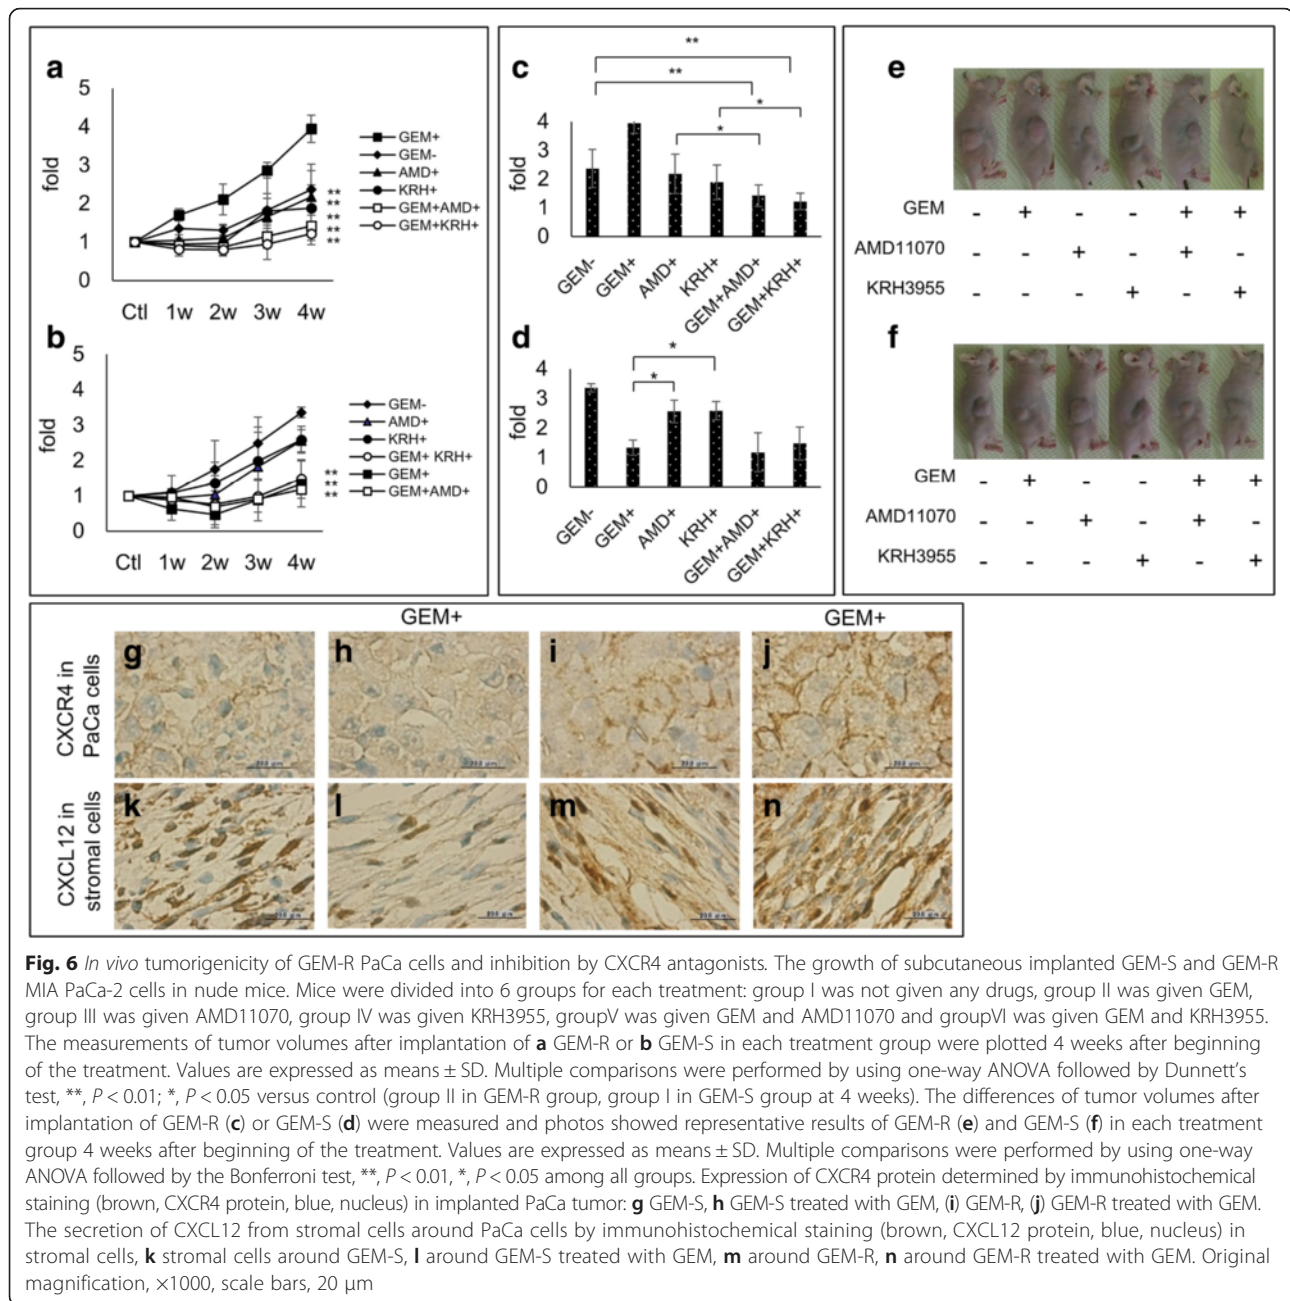 a
5
4
3
2
1
0
fold
Ctl 1w 2w 3w 4w
GEM+
GEM-
AMD+
KRH+
GEM+AMD+
GEM+KRH+
**
**
**
**
**
b
5
4
3
2
1
0
fold
Ctl 1w 2w 3w 4w
GEM-
AMD+
KRH+
GEM+ KRH+
GEM+
GEM+AMD+
**
**
**
c
**
**
*
*
4
3
2
1
0
fold
GEM- GEM+ AMD+ KRH+ GEM+AMD+ GEM+KRH+
d
*
*
4
3
2
1
0
fold
GEM- GEM+ AMD+ KRH+ GEM+AMD+ GEM+KRH+
e
GEM - + - - + +
AMD11070 - - + - + -
KRH3955 - - - + - +
f
GEM - + - - + +
AMD11070 - - + - + -
KRH3955 - - - + - +
GEM+ GEM+
CXCR4 in
PaCa cells
g h i j
CXCL12 in
stromal cells
k l m n
Fig. 6 In vivo tumorigenicity of GEM-R PaCa cells and inhibition by CXCR4 antagonists. The growth of subcutaneous implanted GEM-S and GEM-R
MIA PaCa-2 cells in nude mice. Mice were divided into 6 groups for each treatment: group I was not given any drugs, group II was given GEM,
group III was given AMD11070, group IV was given KRH3955, groupV was given GEM and AMD11070 and groupVI was given GEM and KRH3955.
The measurements of tumor volumes after implantation of a GEM-R or b GEM-S in each treatment group were plotted 4 weeks after beginning
of the treatment. Values are expressed as means ± SD. Multiple comparisons were performed by using one-way ANOVA followed by Dunnett's
test, **, P < 0.01; *, P < 0.05 versus control (group II in GEM-R group, group I in GEM-S group at 4 weeks). The differences of tumor volumes after
implantation of GEM-R (c) or GEM-S (d) were measured and photos showed representative results of GEM-R (e) and GEM-S (f) in each treatment
group 4 weeks after beginning of the treatment. Values are expressed as means ± SD. Multiple comparisons were performed by using one-way
ANOVA followed by the Bonferroni test, **, P < 0.01, *, P < 0.05 among all groups. Expression of CXCR4 protein determined by immunohistochemical
staining (brown, CXCR4 protein, blue, nucleus) in implanted PaCa tumor: g GEM-S, h GEM-S treated with GEM, (i) GEM-R, (j) GEM-R treated with GEM.
The secretion of CXCL12 from stromal cells around PaCa cells by immunohistochemical staining (brown, CXCL12 protein, blue, nucleus) in
stromal cells, k stromal cells around GEM-S, l around GEM-S treated with GEM, m around GEM-R, n around GEM-R treated with GEM. Original
magnification, ×1000, scale bars, 20 µm